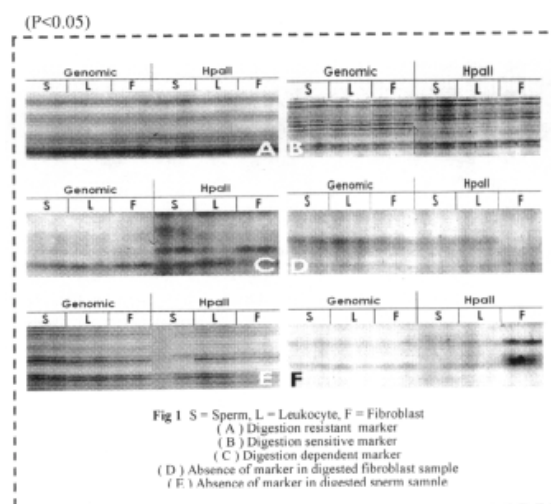 (P<0.05)
Genomic HpaII
S L F S L F
A
Genomic HpaII
S L F S L F
B
Genomic HpaII
S L F S L F
C
Genomic HpaII
S L F S L F
D
Genomic HpaII
S L F S L F
E
Genomic HpaII
S L F S L F
F
Fig 1 S = Sperm, L = Leukocyte, F = Fibroblast
( A ) Digestion resistant marker
( B ) Digestion sensitive marker
( C ) Digestion dependent marker
( D ) Absence of marker in digested fibroblast sample
( E ) Absence of marker in digested sperm sample